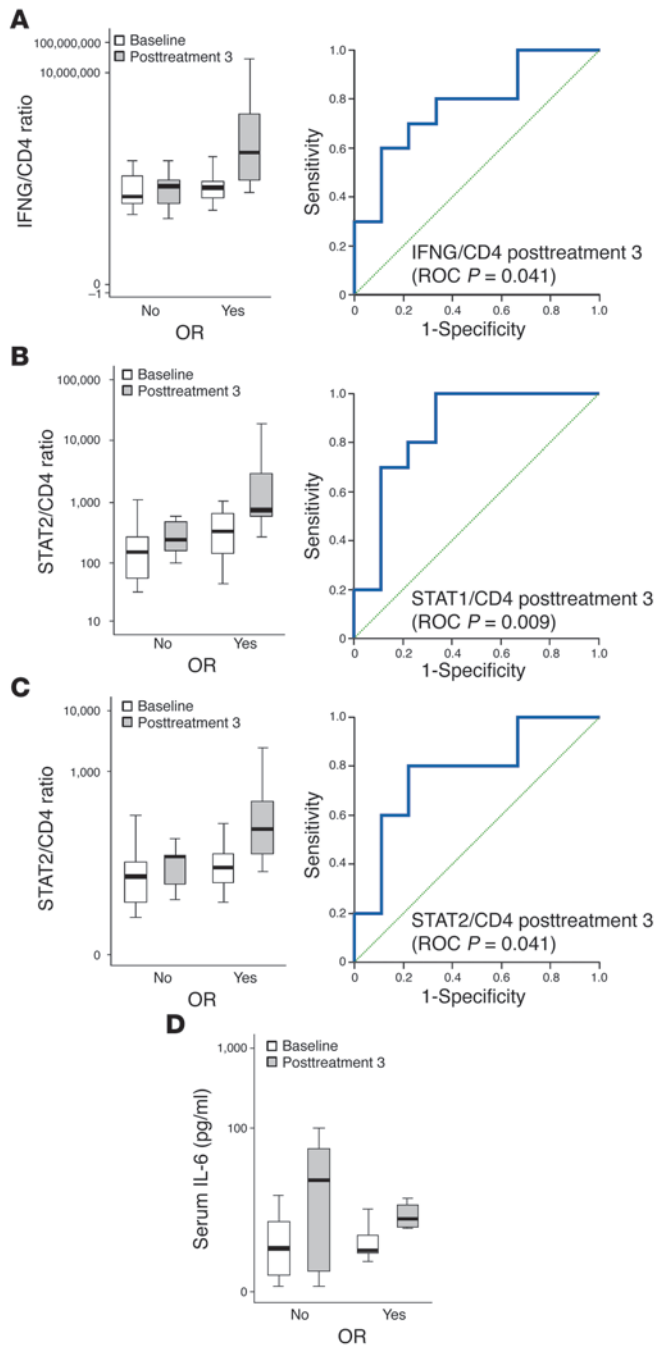 A
Baseline
Posttreatment 3
100,000,000
10,000,000
0
−1
IFNG/CD4 ratio
No
Yes
OR
1.0
0.8
0.6
0.4
0.2
0
Sensitivity
IFNG/CD4 posttreatment 3
(ROC P = 0.041)
0
0.2
0.4
0.6
0.8
1.0
1-Specificity
B
Baseline
Posttreatment 3
100,000
10,000
1,000
100
10
STAT2/CD4 ratio
No
Yes
OR
1.0
0.8
0.6
0.4
0.2
0
Sensitivity
STAT1/CD4 posttreatment 3
(ROC P = 0.009)
0
0.2
0.4
0.6
0.8
1.0
1-Specificity
C
Baseline
Posttreatment 3
10,000
1,000
0
STAT2/CD4 ratio
No
Yes
OR
1.0
0.8
0.6
0.4
0.2
0
Sensitivity
STAT2/CD4 posttreatment 3
(ROC P = 0.041)
0
0.2
0.4
0.6
0.8
1.0
1-Specificity
D
Baseline
Posttreatment 3
1,000
100
0
Serum IL-6 (pg/ml)
No
Yes
OR